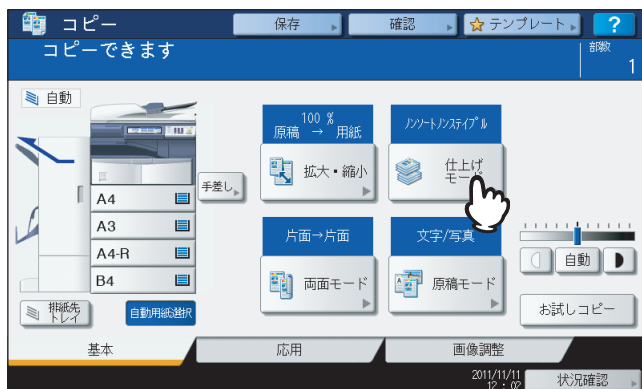 コピー
保存
確認
テンプレート
?
コピーできます
部数
1
自動
100 %
原稿 → 用紙
ノンソートノンステイプル
拡大・縮小
仕上げ
モード
手差し
A4
A3
A4-R
B4
片面→片面
文字/写真
両面モード
原稿モード
自動
排紙先
トレイ
自動用紙選択
お試しコピー
基本
応用
画像調整
2011/11/11
12：02
状況確認